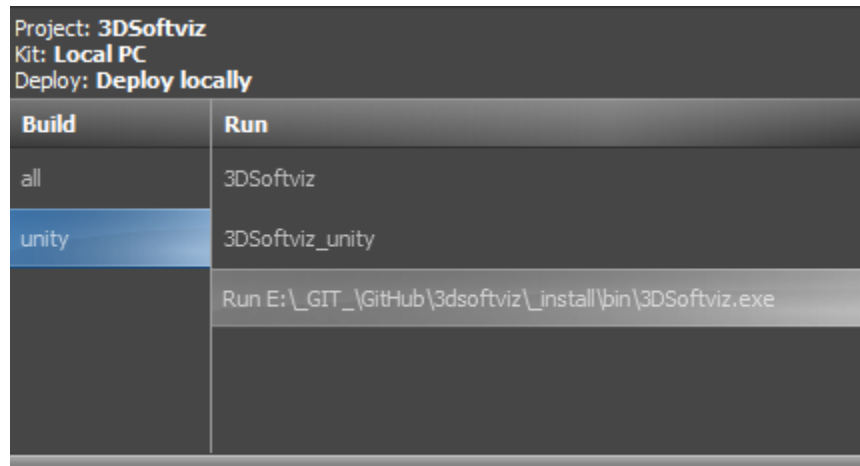 Project: 3DSoftviz
Kit: Local PC
Deploy: Deploy locally
Build Run
all 3DSoftviz
unity 3DSoftviz_unity
Run E:\_GIT_\GitHub\3dsoftviz\_install\bin\3DSoftviz.exe